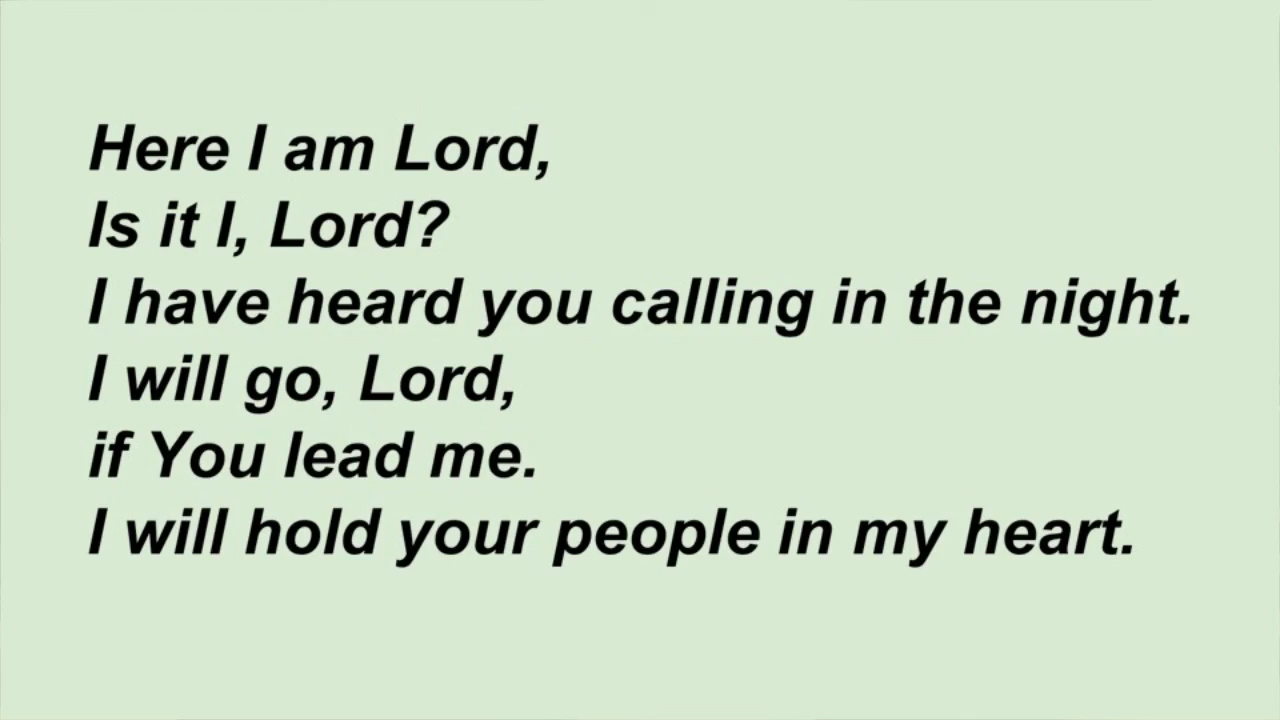 Here I am Lord,
Is it I, Lord?
I have heard you calling in the night.
I will go, Lord,
if You lead me.
I will hold your people in my heart.